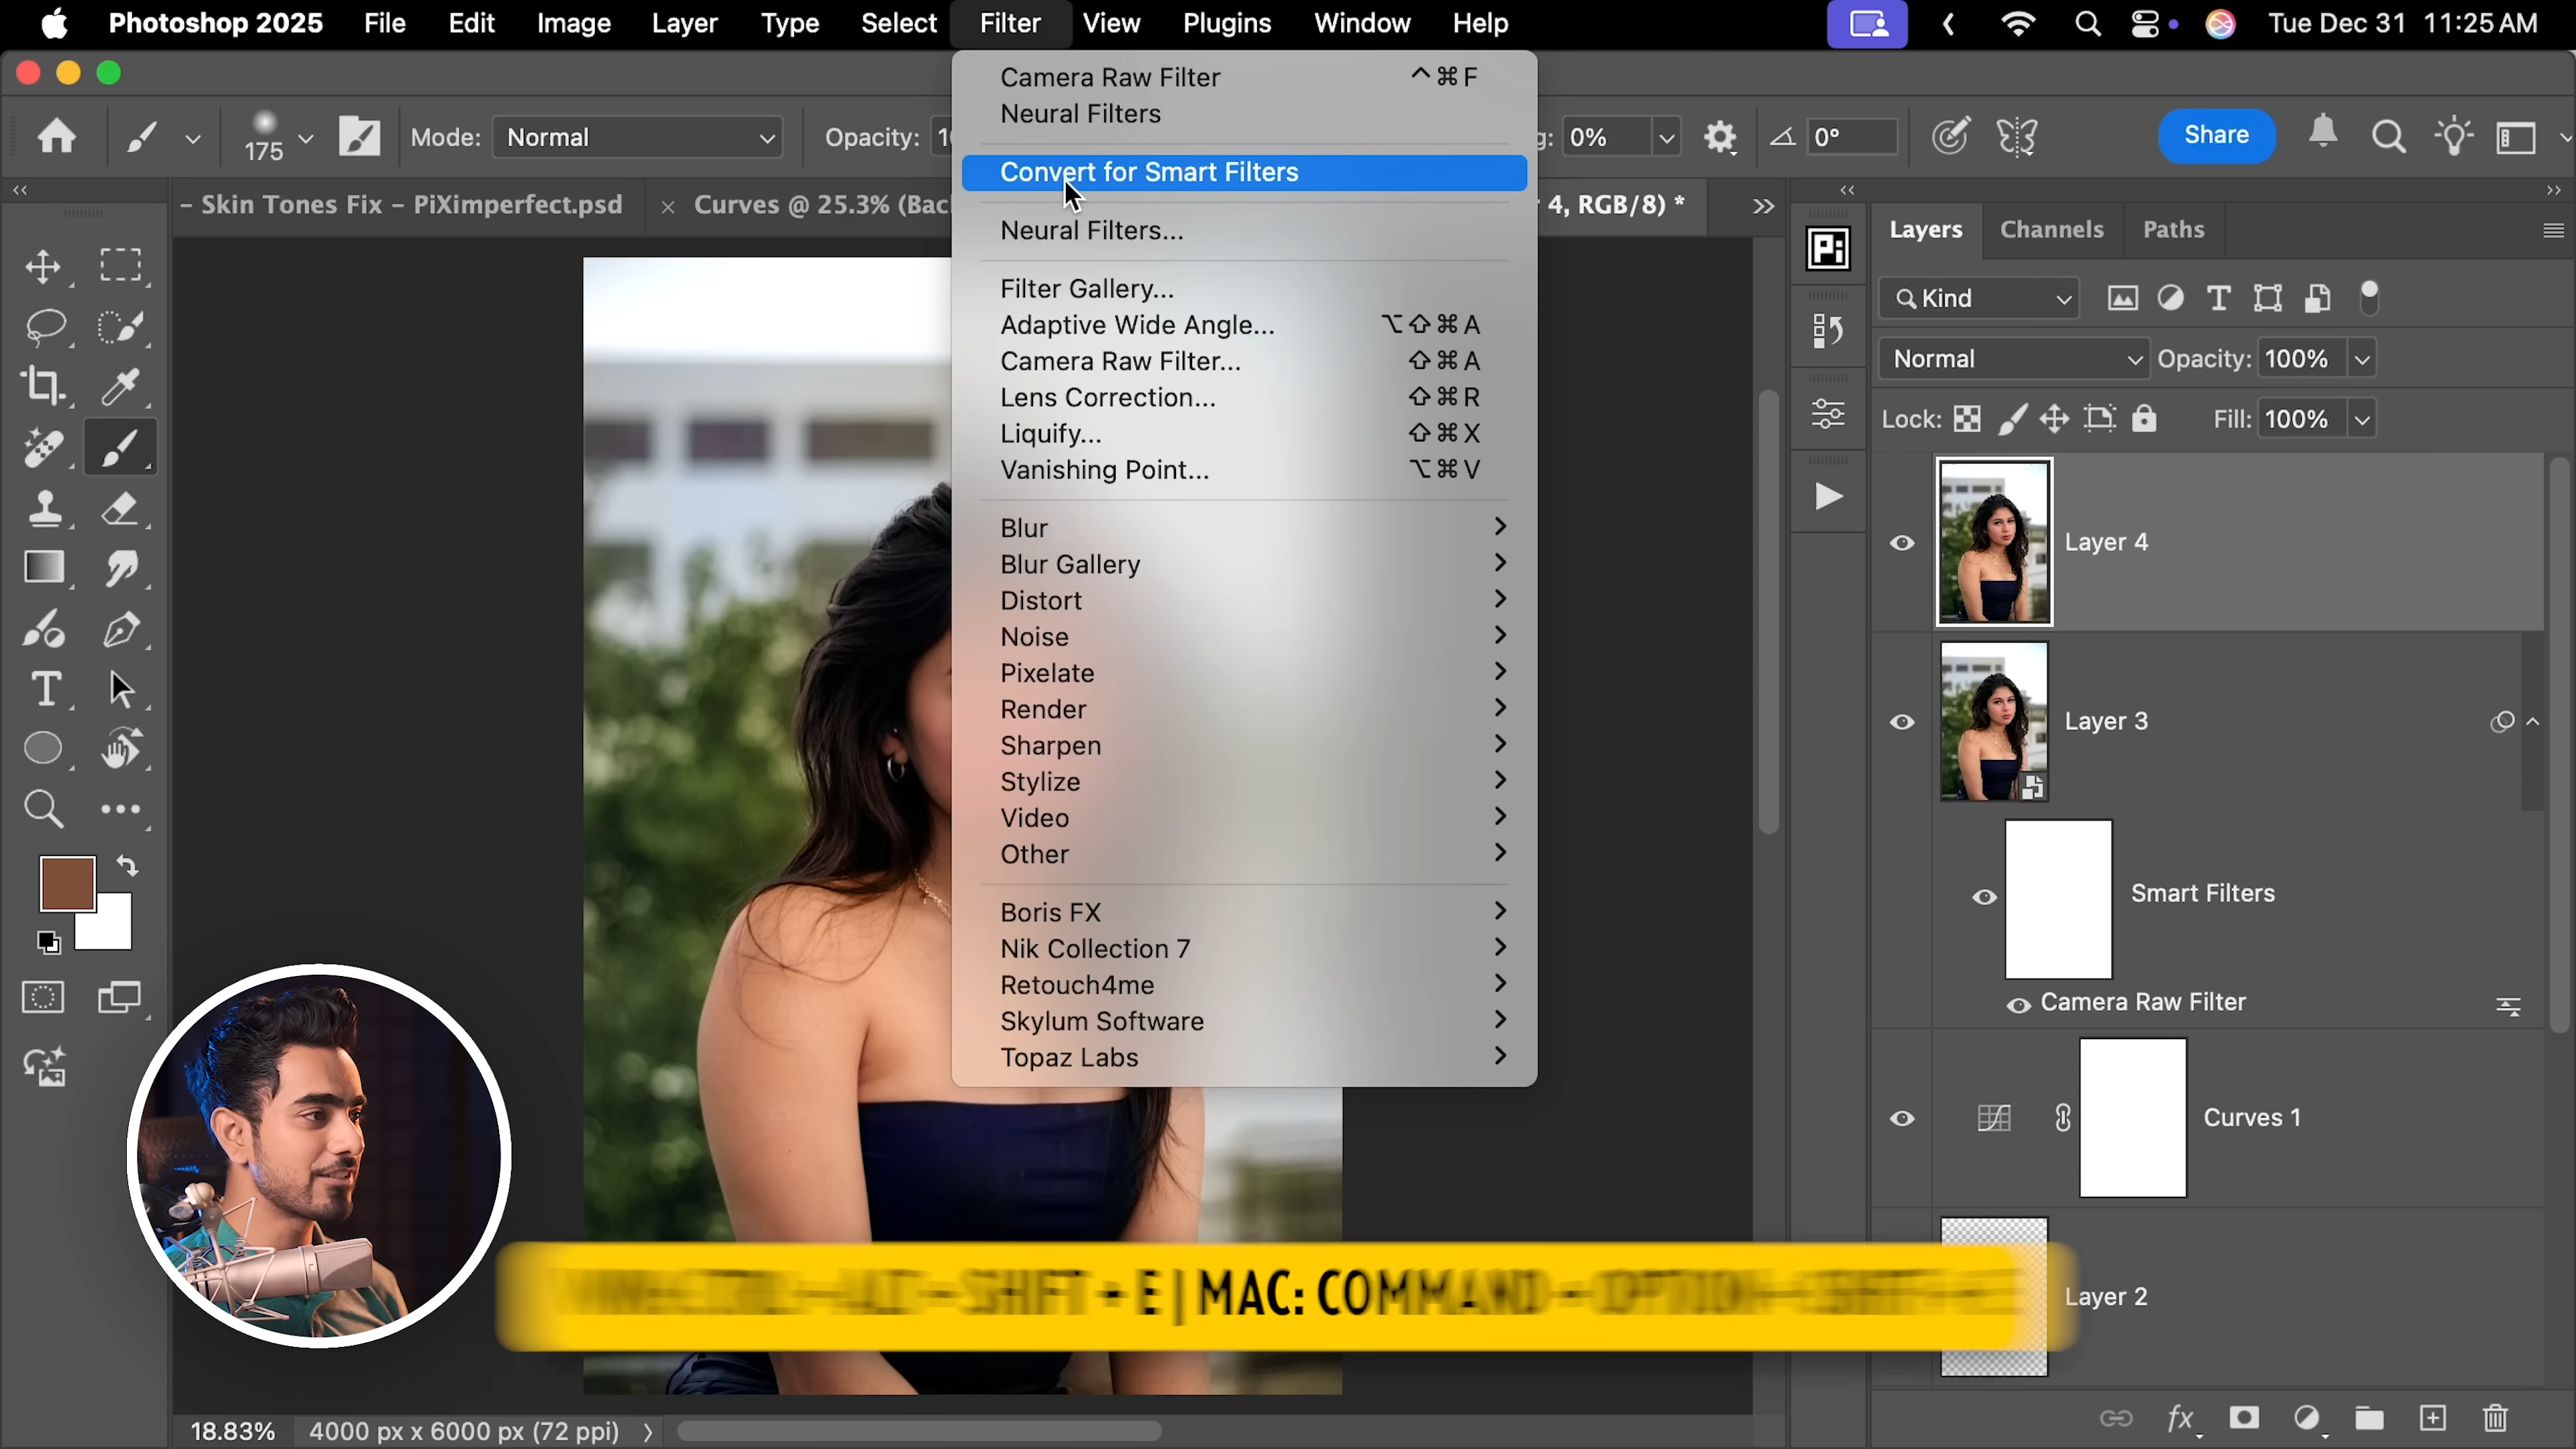 Photoshop 2025 File Edit Image Layer Type Select Filter View Plugins Window Help Tue Dec 31 11:25 AM
175 Mode: Normal Opacity: 0% 0° Share
- Skin Tones Fix - PiXimperfect.psd × Curves @ 25.3% (Bac 4, RGB/8) *
Camera Raw Filter ^⌘F
Neural Filters
Convert for Smart Filters
Neural Filters...
Filter Gallery...
Adaptive Wide Angle... ⌥⇧⌘A
Camera Raw Filter... ⇧⌘A
Lens Correction... ⇧⌘R
Liquify... ⇧⌘X
Vanishing Point... ⌥⌘V
Blur
Blur Gallery
Distort
Noise
Pixelate
Render
Sharpen
Stylize
Video
Other
Boris FX
Nik Collection 7
Retouch4me
Skylum Software
Topaz Labs
Pi
Layers Channels Paths
Kind
Normal Opacity: 100%
Lock: Fill: 100%
Layer 4
Layer 3
Smart Filters
Camera Raw Filter
Curves 1
Layer 2
fx
SHIFT + E | MAC: COMMAND + OPTION
18.83% 4000 px x 6000 px (72 ppi)